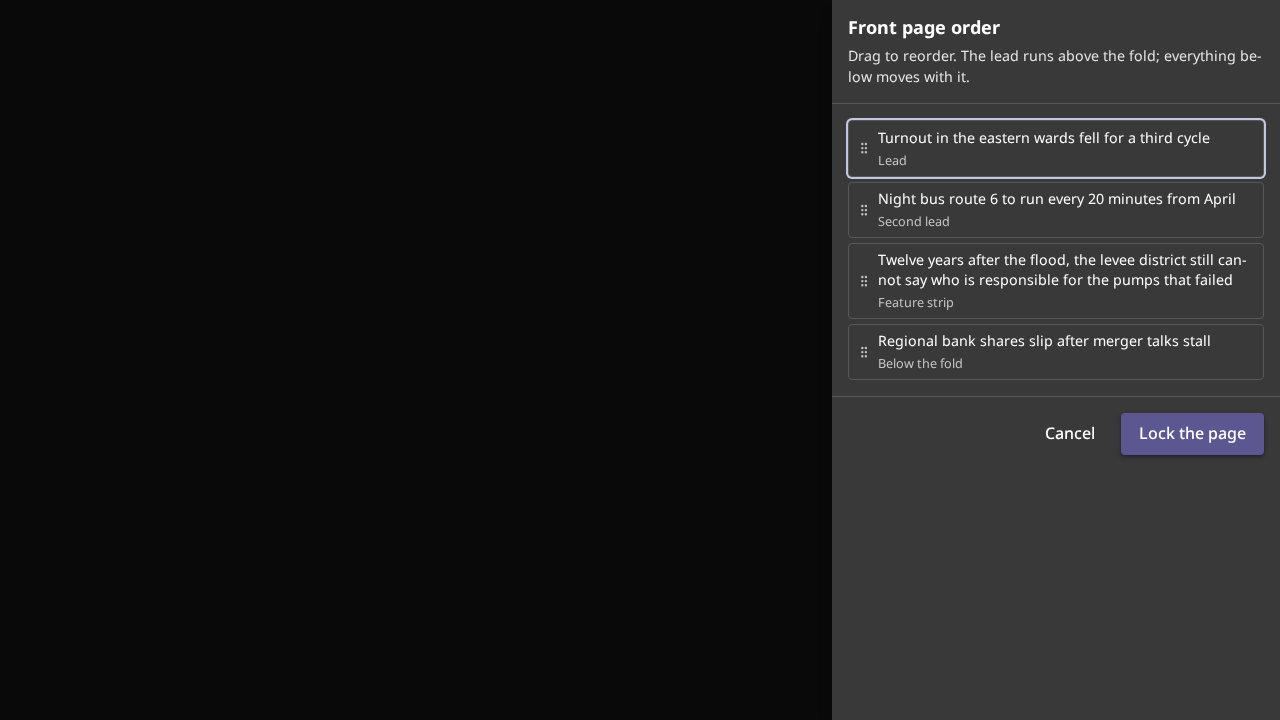 Front page order
Drag to reorder. The lead runs above the fold; everything be-
low moves with it.
Turnout in the eastern wards fell for a third cycle
Lead
Night bus route 6 to run every 20 minutes from April
Second lead
Twelve years after the flood, the levee district still can-
not say who is responsible for the pumps that failed
Feature strip
Regional bank shares slip after merger talks stall
Below the fold
Cancel
Lock the page